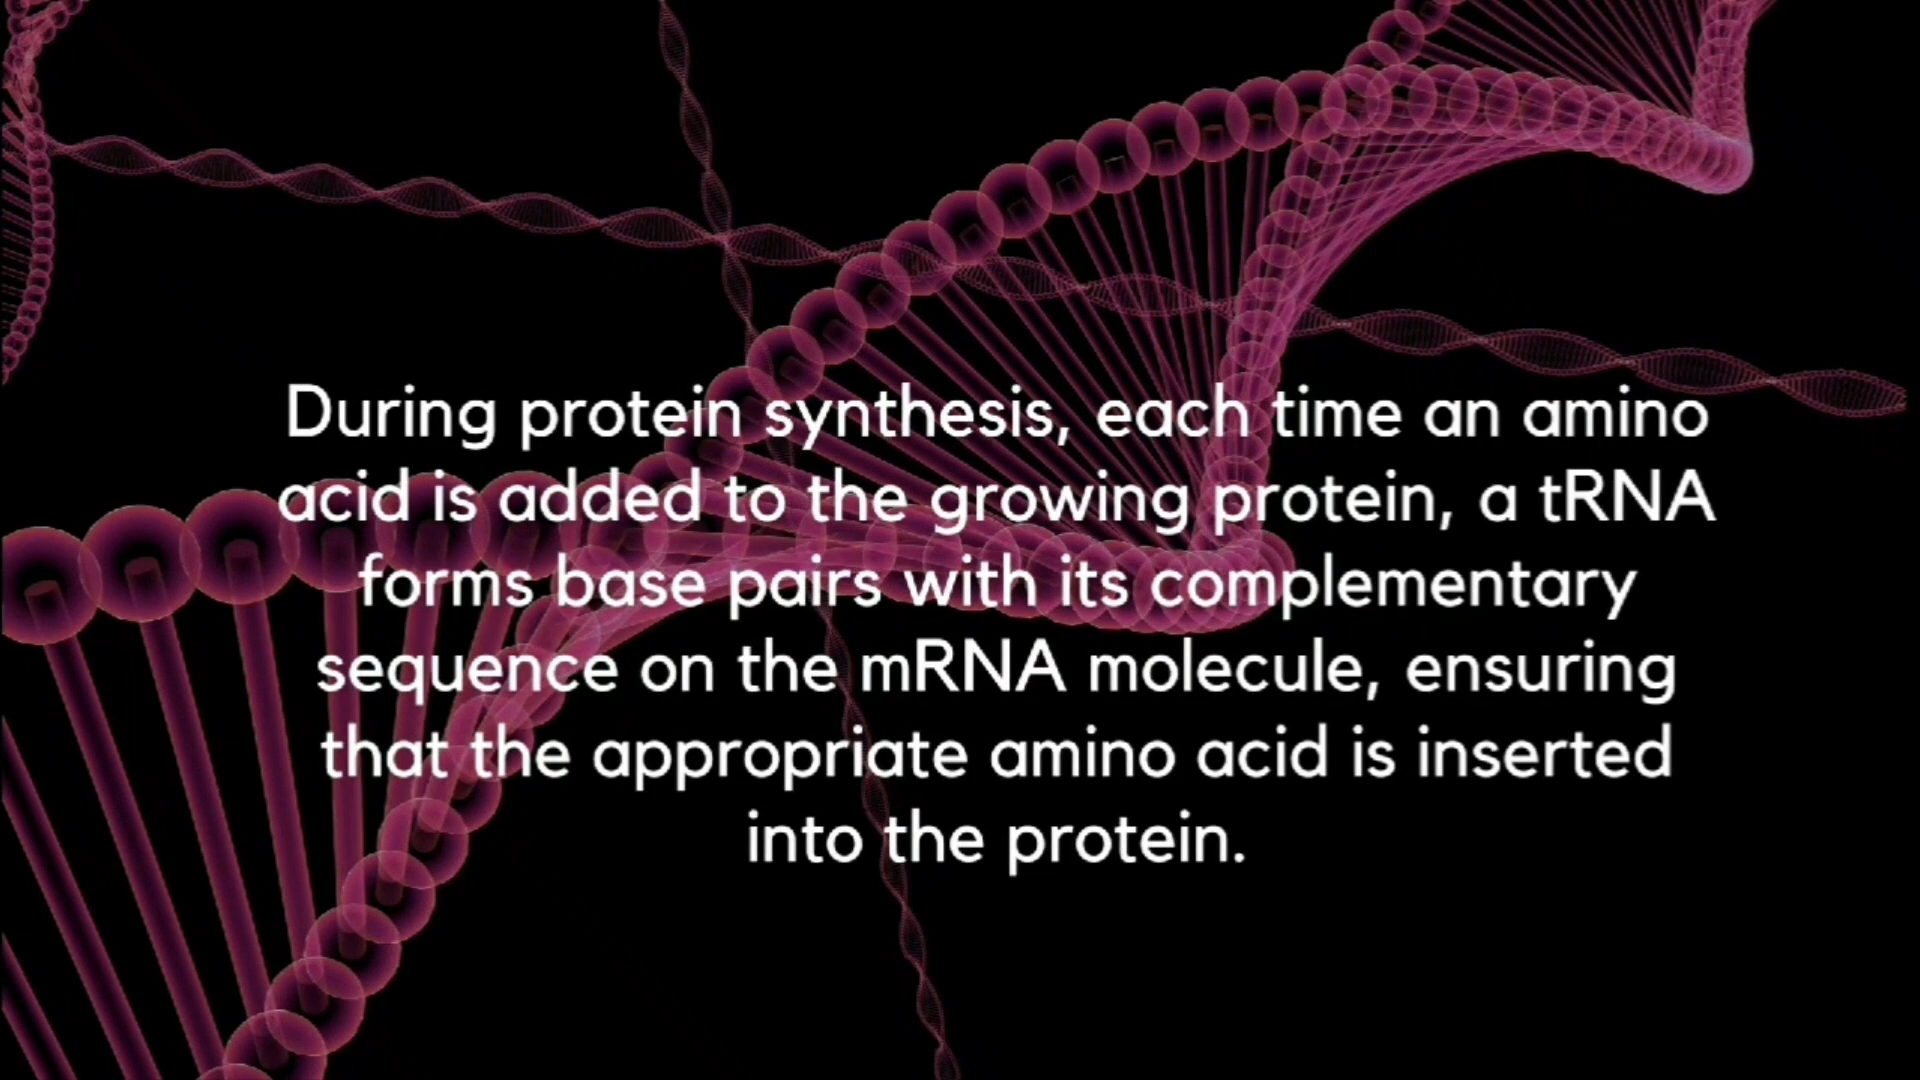 During protein synthesis, each time an amino
acid is added to the growing protein, a tRNA
forms base pairs with its complementary
sequence on the mRNA molecule, ensuring
that the appropriate amino acid is inserted
into the protein.